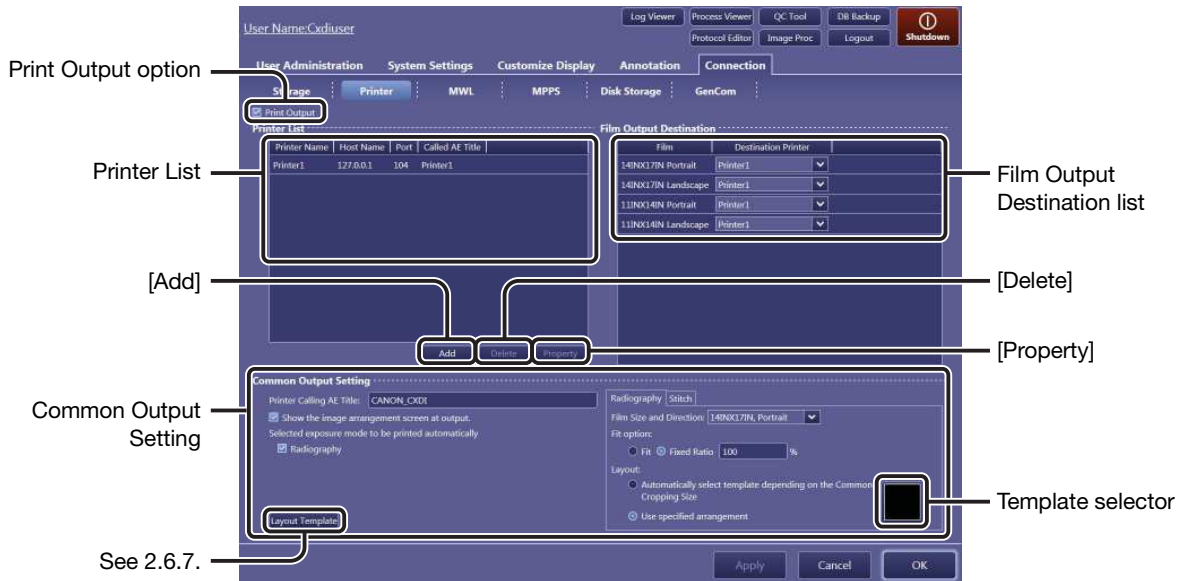 User Name:Cxdiuser
Log Viewer Process Viewer QC Tool DB Backup Shutdown
Protocol Editor Image Proc Logout
User Administration System Settings Customize Display Annotation Connection
Storage Printer MWL MPPS Disk Storage GenCom
Print Output option
Print Output
Printer List
Film Output Destination
Printer Name Host Name Port Called AE Title
Film Destination Printer
Printer1 127.0.0.1 104 Printer1
14INX17IN Portrait Printer1
14INX17IN Landscape Printer1
11INX14IN Portrait Printer1
11INX14IN Landscape Printer1
Printer List
Film Output
Destination list
[Add]
[Delete]
[Property]
Add Delete Property
Common Output
Setting
Common Output Setting
Printer Calling AE Title: CANON_CXDI
Show the image arrangement screen at output.
Selected exposure mode to be printed automatically
Radiography
Layout Template
Radiography Stitch
Film Size and Direction: 14INX17IN, Portrait
Fit option:
Fit Fixed Ratio 100 %
Layout:
Automatically select template depending on the Common
Cropping Size
Use specified arrangement
Template selector
See 2.6.7.
Apply Cancel OK